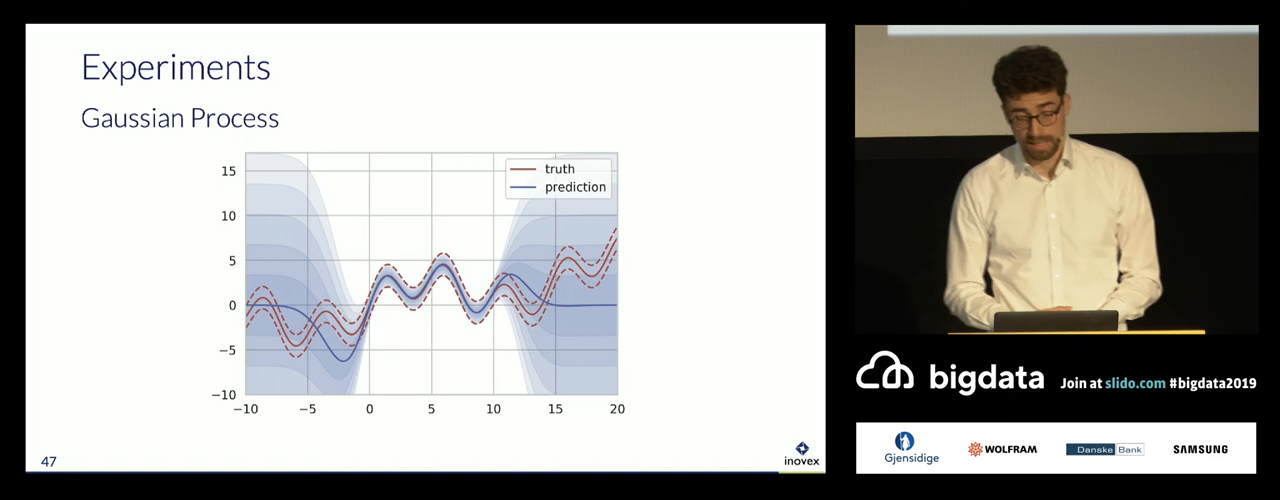 Experiments
Gaussian Process
truth
prediction
15
10
5
0
−5
−10
−10
−5
0
5
10
15
20
47
inovex
bigdata
Join at slido.com #bigdata2019
Gjensidige
WOLFRAM
Danske Bank
SAMSUNG